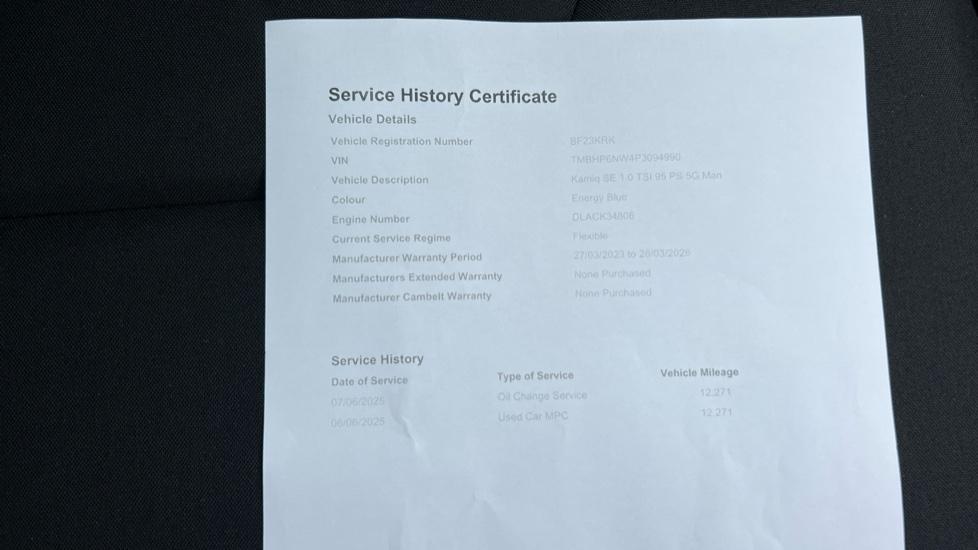 Service History Certificate
Vehicle Details
Vehicle Registration Number BF23KRK
VIN TMBHP6NW4P3094990
Vehicle Description Kamiq SE 1.0 TSI 95 PS 5G Man
Colour Energy Blue
Engine Number DLACK34806
Current Service Regime Flexible
Manufacturer Warranty Period 27/03/2023 to 26/03/2026
Manufacturers Extended Warranty None Purchased
Manufacturer Cambelt Warranty None Purchased
Service History
Date of Service Type of Service Vehicle Mileage
07/06/2025 Oil Change Service 12,271
06/06/2025 Used Car MPC 12,271